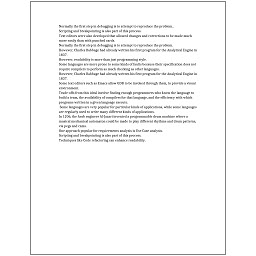 Normally the first step in debugging is to attempt to reproduce the problem.
Scripting and breakpointing is also part of this process.
Text editors were also developed that allowed changes and corrections to be made much
more easily than with punched cards.
Normally the first step in debugging is to attempt to reproduce the problem.
However, Charles Babbage had already written his first program for the Analytical Engine in
1837.
However, readability is more than just programming style.
Some languages are more prone to some kinds of faults because their specification does not
require compilers to perform as much checking as other languages.
However, Charles Babbage had already written his first program for the Analytical Engine in
1837.
Some text editors such as Emacs allow GDB to be invoked through them, to provide a visual
environment.
Trade-offs from this ideal involve finding enough programmers who know the language to
build a team, the availability of compilers for that language, and the efficiency with which
programs written in a given language execute.
Some languages are very popular for particular kinds of applications, while some languages
are regularly used to write many different kinds of applications.
In 1206, the Arab engineer Al-Jazari invented a programmable drum machine where a
musical mechanical automaton could be made to play different rhythms and drum patterns,
via pegs and cams.
One approach popular for requirements analysis is Use Case analysis.
Scripting and breakpointing is also part of this process.
Techniques like Code refactoring can enhance readability.